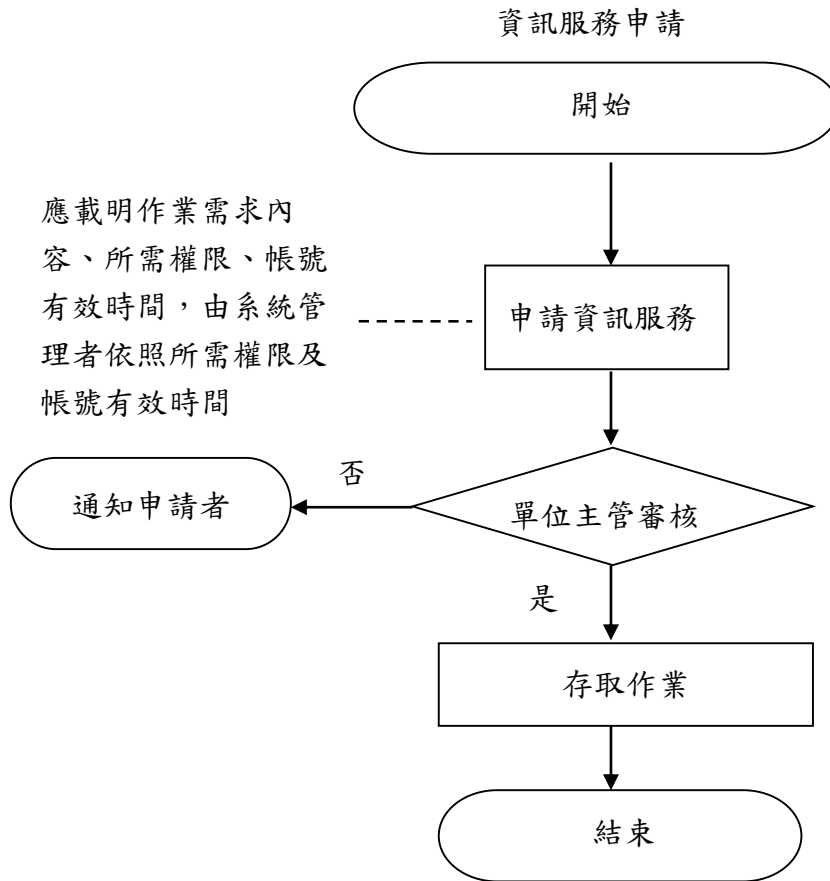 資訊服務申請
開始
應載明作業需求內
容、所需權限、帳號
有效時間，由系統管
理者依照所需權限及
帳號有效時間
申請資訊服務
否
通知申請者
單位主管審核
是
存取作業
結束